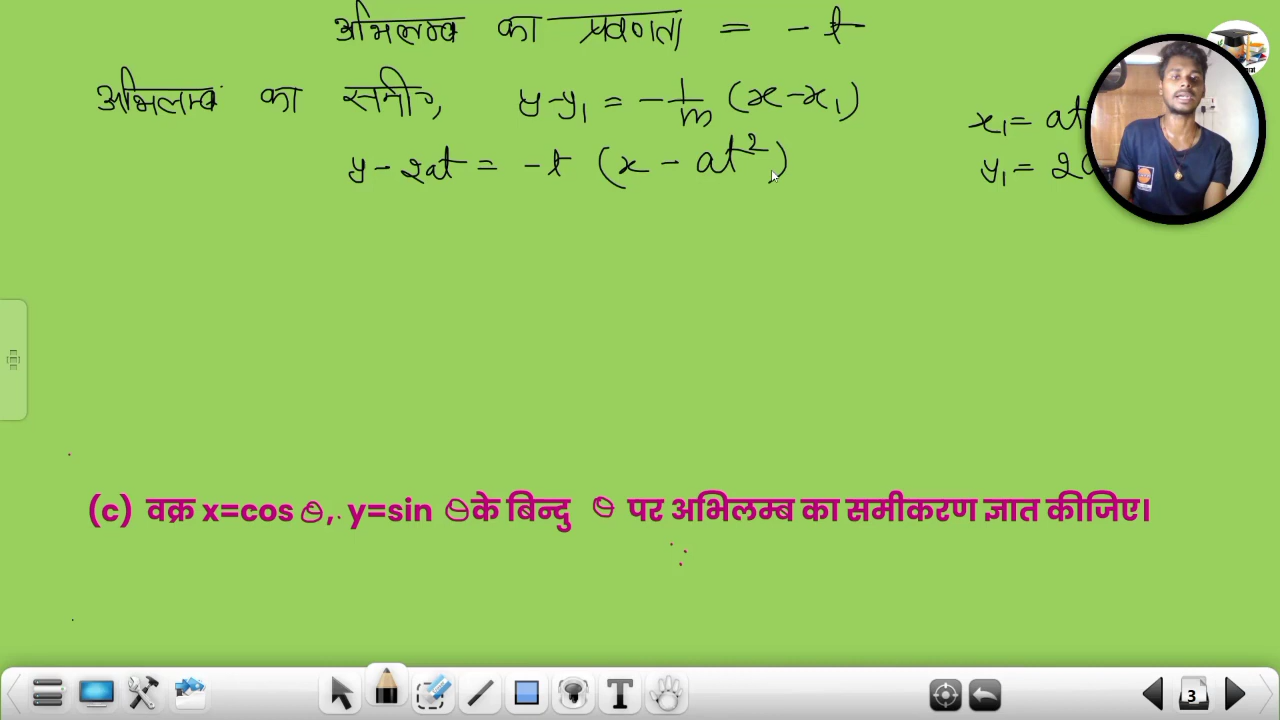 अभिलम्ब का प्रवणता = - t
अभिलम्ब का समी०, y-y₁ = -1/m (x-x₁)
x₁= at
y - 2at = -t (x - at²)
y₁ = 2a
(c) वक्र x=cos θ, y=sin θ के बिन्दु θ पर अभिलम्ब का समीकरण ज्ञात कीजिए।
T
3